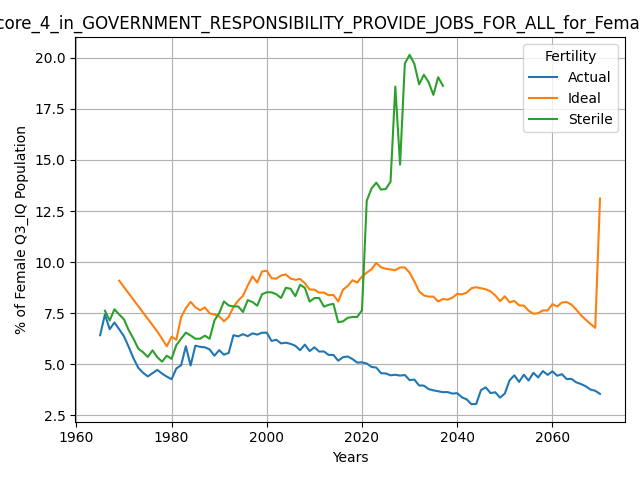 core_4_in_GOVERNMENT_RESPONSIBILITY_PROVIDE_JOBS_FOR_ALL_for_Fema
Fertility
Actual
Ideal
Sterile
% of Female Q3_IQ Population
20.0
17.5
15.0
12.5
10.0
7.5
5.0
2.5
1960 1980 2000 2020 2040 2060
Years